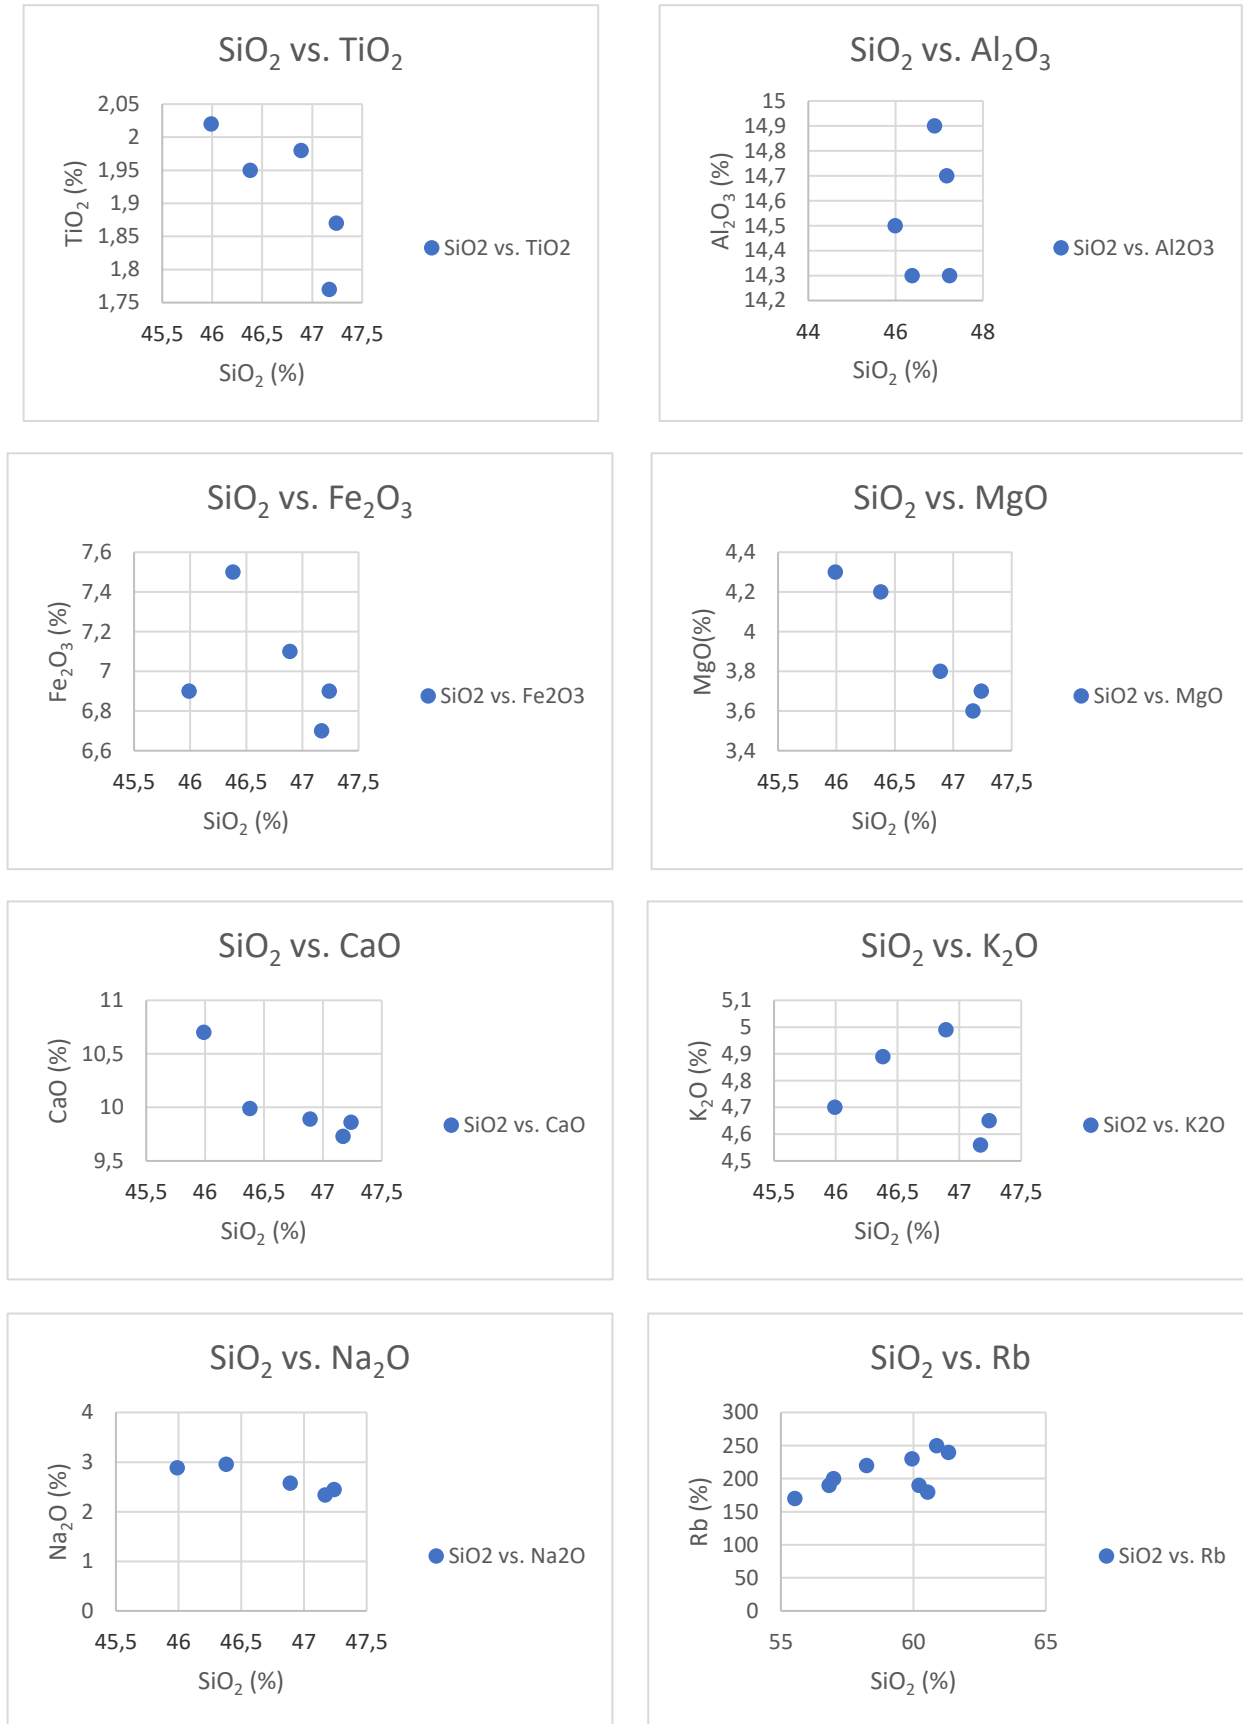 SiO₂ vs. TiO₂
2,05
2
1,95
1,9
1,85
1,8
1,75
TiO₂ (%)
45,5 46 46,5 47 47,5
SiO₂ (%)
SiO2 vs. TiO2
SiO₂ vs. Al₂O₃
15
14,9
14,8
14,7
14,6
14,5
14,4
14,3
14,2
Al₂O₃ (%)
44 46 48
SiO₂ (%)
SiO2 vs. Al2O3
SiO₂ vs. Fe₂O₃
7,6
7,4
7,2
7
6,8
6,6
Fe₂O₃ (%)
45,5 46 46,5 47 47,5
SiO₂ (%)
SiO2 vs. Fe2O3
SiO₂ vs. MgO
4,4
4,2
4
3,8
3,6
3,4
MgO(%)
45,5 46 46,5 47 47,5
SiO₂ (%)
SiO2 vs. MgO
SiO₂ vs. CaO
11
10,5
10
9,5
CaO (%)
45,5 46 46,5 47 47,5
SiO₂ (%)
SiO2 vs. CaO
SiO₂ vs. K₂O
5,1
5
4,9
4,8
4,7
4,6
4,5
K₂O (%)
45,5 46 46,5 47 47,5
SiO₂ (%)
SiO2 vs. K2O
SiO₂ vs. Na₂O
4
3
2
1
0
Na₂O (%)
45,5 46 46,5 47 47,5
SiO₂ (%)
SiO2 vs. Na2O
SiO₂ vs. Rb
300
250
200
150
100
50
0
Rb (%)
55 60 65
SiO₂ (%)
SiO2 vs. Rb